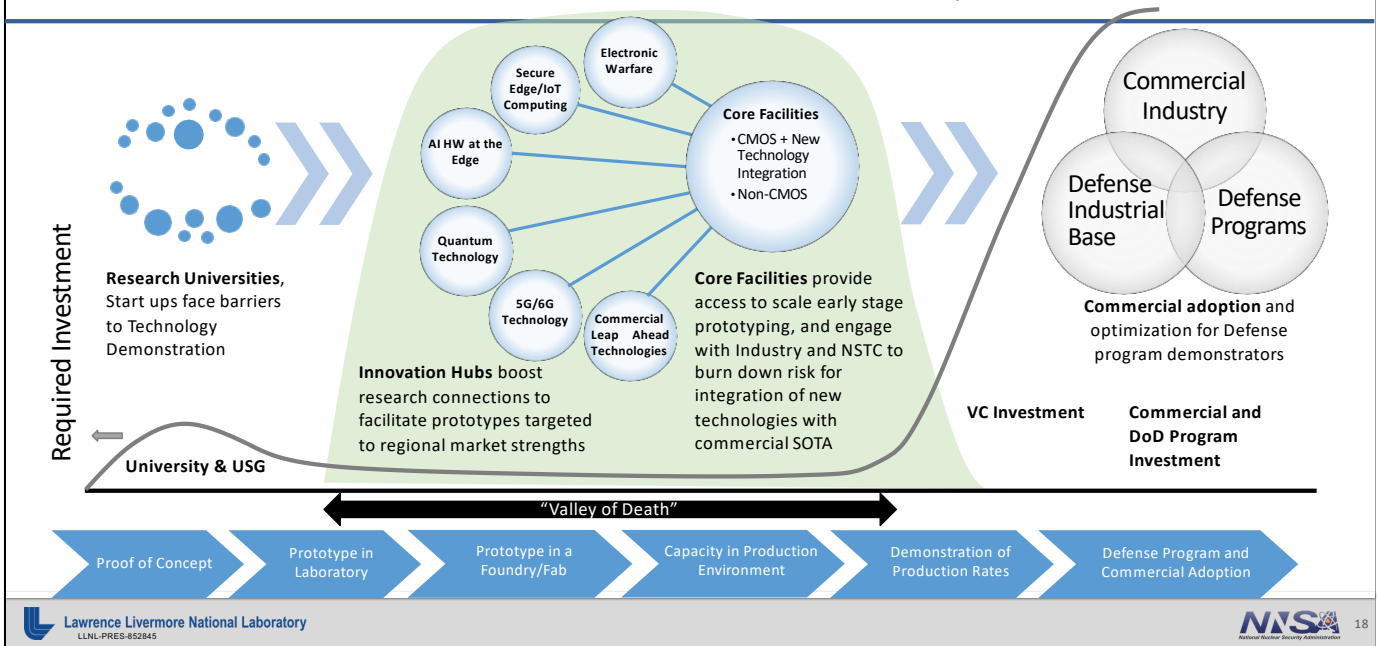 Electronic
Warfare
Secure
Edge/IoT
Computing
AI HW at the
Edge
Quantum
Technology
5G/6G
Technology
Commercial
Leap Ahead
Technologies
Core Facilities
•CMOS + New
Technology
Integration
•Non-CMOS
Commercial
Industry
Defense
Industrial
Base
Defense
Programs
Required Investment
Research Universities,
Start ups face barriers
to Technology
Demonstration
Innovation Hubs boost
research connections to
facilitate prototypes targeted
to regional market strengths
Core Facilities provide
access to scale early stage
prototyping, and engage
with Industry and NSTC to
burn down risk for
integration of new
technologies with
commercial SOTA
Commercial adoption and
optimization for Defense
program demonstrators
University & USG
VC Investment
Commercial and
DoD Program
Investment
“Valley of Death”
Proof of Concept
Prototype in
Laboratory
Prototype in a
Foundry/Fab
Capacity in Production
Environment
Demonstration of
Production Rates
Defense Program and
Commercial Adoption
Lawrence Livermore National Laboratory
LLNL-PRES-852845
NNSA
National Nuclear Security Administration
18